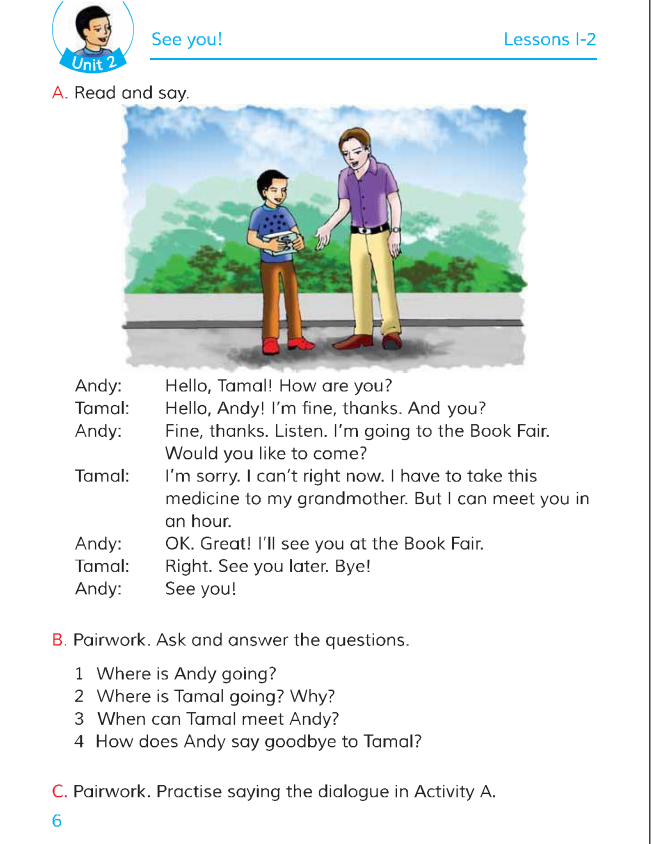 Unit 2
See you! Lessons 1-2
A. Read and say.
Andy: Hello, Tamal! How are you?
Tamal: Hello, Andy! I'm fine, thanks. And you?
Andy: Fine, thanks. Listen. I'm going to the Book Fair.
Would you like to come?
Tamal: I'm sorry. I can't right now. I have to take this
medicine to my grandmother. But I can meet you in
an hour.
Andy: OK. Great! I'll see you at the Book Fair.
Tamal: Right. See you later. Bye!
Andy: See you!
B. Pairwork. Ask and answer the questions.
1 Where is Andy going?
2 Where is Tamal going? Why?
3 When can Tamal meet Andy?
4 How does Andy say goodbye to Tamal?
C. Pairwork. Practise saying the dialogue in Activity A.
6